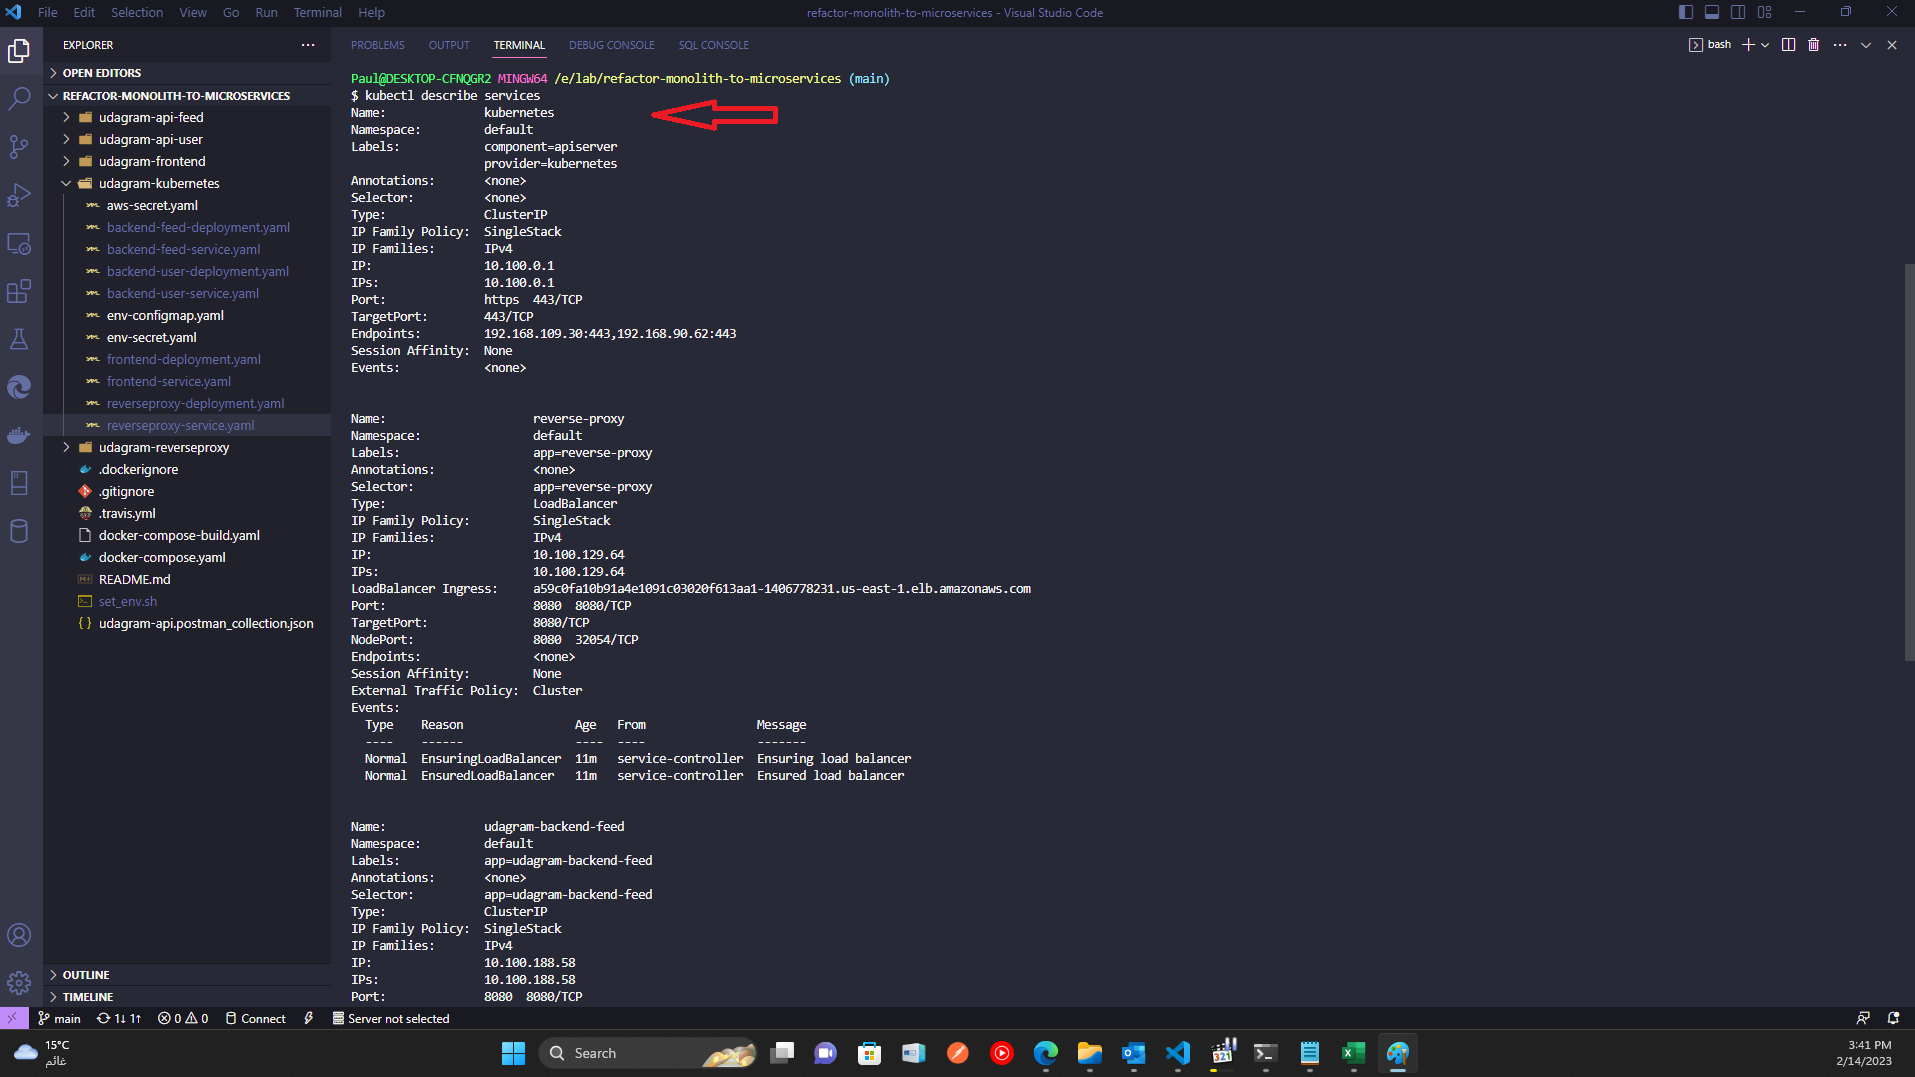 File Edit Selection View Go Run Terminal Help
refactor-monolith-to-microservices - Visual Studio Code
EXPLORER
OPEN EDITORS
REFACTOR-MONOLITH-TO-MICROSERVICES
udagram-api-feed
udagram-api-user
udagram-frontend
udagram-kubernetes
aws-secret.yaml
backend-feed-deployment.yaml
backend-feed-service.yaml
backend-user-deployment.yaml
backend-user-service.yaml
env-configmap.yaml
env-secret.yaml
frontend-deployment.yaml
frontend-service.yaml
reverseproxy-deployment.yaml
reverseproxy-service.yaml
udagram-reverseproxy
.dockerignore
.gitignore
.travis.yml
docker-compose-build.yaml
docker-compose.yaml
README.md
set_env.sh
udagram-api.postman_collection.json
OUTLINE
TIMELINE
PROBLEMS OUTPUT TERMINAL DEBUG CONSOLE SQL CONSOLE
bash
Paul@DESKTOP-CFNQGR2 MINGW64 /e/lab/refactor-monolith-to-microservices (main)
$ kubectl describe services
Name: kubernetes
Namespace: default
Labels: component=apiserver
provider=kubernetes
Annotations: <none>
Selector: <none>
Type: ClusterIP
IP Family Policy: SingleStack
IP Families: IPv4
IP: 10.100.0.1
IPs: 10.100.0.1
Port: https 443/TCP
TargetPort: 443/TCP
Endpoints: 192.168.109.30:443,192.168.90.62:443
Session Affinity: None
Events: <none>
Name: reverse-proxy
Namespace: default
Labels: app=reverse-proxy
Annotations: <none>
Selector: app=reverse-proxy
Type: LoadBalancer
IP Family Policy: SingleStack
IP Families: IPv4
IP: 10.100.129.64
IPs: 10.100.129.64
LoadBalancer Ingress: a59c0fa10b91a4e1091c03020f613aa1-1406778231.us-east-1.elb.amazonaws.com
Port: 8080 8080/TCP
TargetPort: 8080/TCP
NodePort: 8080 32054/TCP
Endpoints: <none>
Session Affinity: None
External Traffic Policy: Cluster
Events:
Type Reason Age From Message
---- ------ ---- ---- -------
Normal EnsuringLoadBalancer 11m service-controller Ensuring load balancer
Normal EnsuredLoadBalancer 11m service-controller Ensured load balancer
Name: udagram-backend-feed
Namespace: default
Labels: app=udagram-backend-feed
Annotations: <none>
Selector: app=udagram-backend-feed
Type: ClusterIP
IP Family Policy: SingleStack
IP Families: IPv4
IP: 10.100.188.58
IPs: 10.100.188.58
Port: 8080 8080/TCP
main 1↓ 1↑ 0 0 Connect Server not selected
15°C
غائم
Search
3:41 PM
2/14/2023